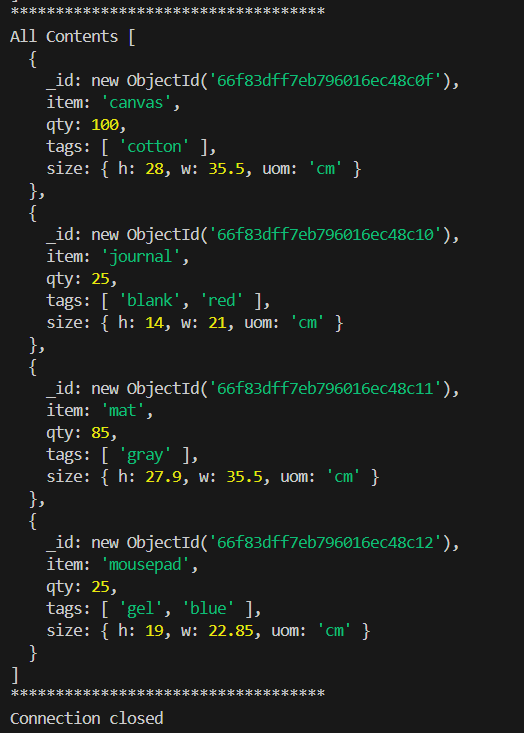 ***********************************
All Contents [
  {
    _id: new ObjectId('66f83dff7eb796016ec48c0f'),
    item: 'canvas',
    qty: 100,
    tags: [ 'cotton' ],
    size: { h: 28, w: 35.5, uom: 'cm' }
  },
  {
    _id: new ObjectId('66f83dff7eb796016ec48c10'),
    item: 'journal',
    qty: 25,
    tags: [ 'blank', 'red' ],
    size: { h: 14, w: 21, uom: 'cm' }
  },
  {
    _id: new ObjectId('66f83dff7eb796016ec48c11'),
    item: 'mat',
    qty: 85,
    tags: [ 'gray' ],
    size: { h: 27.9, w: 35.5, uom: 'cm' }
  },
  {
    _id: new ObjectId('66f83dff7eb796016ec48c12'),
    item: 'mousepad',
    qty: 25,
    tags: [ 'gel', 'blue' ],
    size: { h: 19, w: 22.85, uom: 'cm' }
  }
]
***********************************
Connection closed